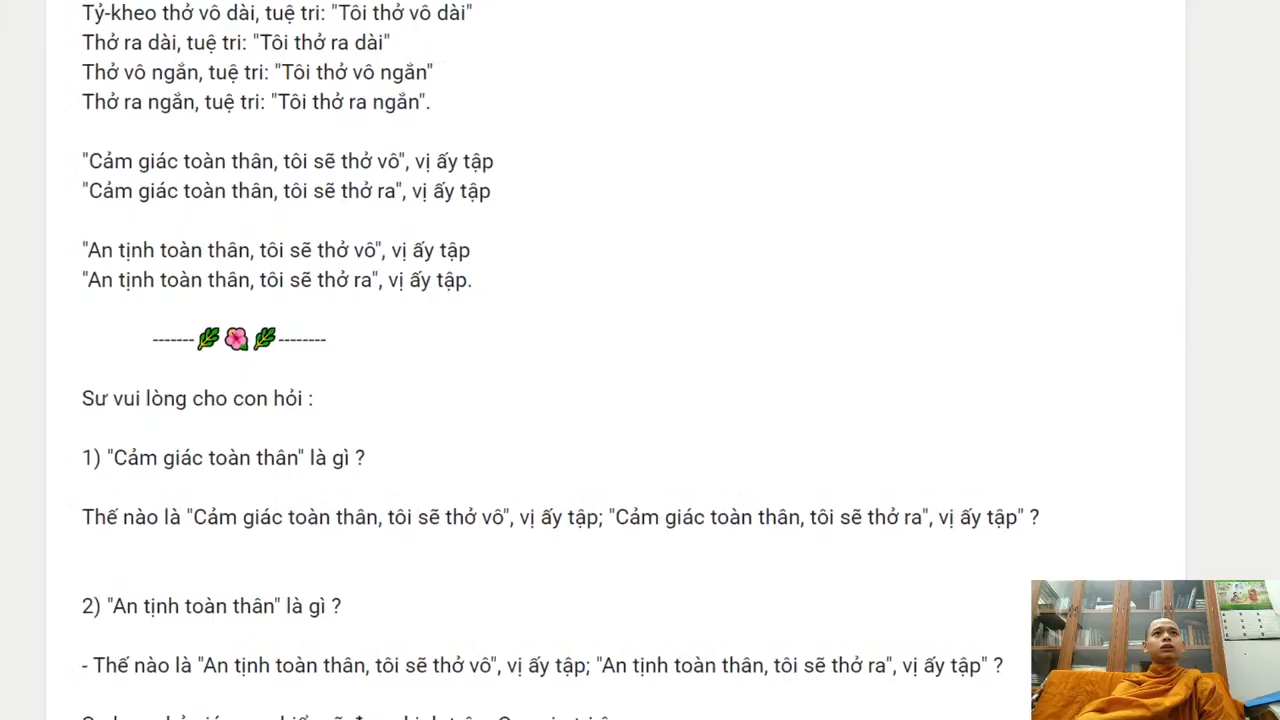 Tỷ-kheo thở vô dài, tuệ tri: "Tôi thở vô dài"
Thở ra dài, tuệ tri: "Tôi thở ra dài"
Thở vô ngắn, tuệ tri: "Tôi thở vô ngắn"
Thở ra ngắn, tuệ tri: "Tôi thở ra ngắn".
"Cảm giác toàn thân, tôi sẽ thở vô", vị ấy tập
"Cảm giác toàn thân, tôi sẽ thở ra", vị ấy tập
"An tịnh toàn thân, tôi sẽ thở vô", vị ấy tập
"An tịnh toàn thân, tôi sẽ thở ra", vị ấy tập.
-------🌿🌺🌿--------
Sư vui lòng cho con hỏi :
1) "Cảm giác toàn thân" là gì ?
Thế nào là "Cảm giác toàn thân, tôi sẽ thở vô", vị ấy tập; "Cảm giác toàn thân, tôi sẽ thở ra", vị ấy tập" ?
2) "An tịnh toàn thân" là gì ?
- Thế nào là "An tịnh toàn thân, tôi sẽ thở vô", vị ấy tập; "An tịnh toàn thân, tôi sẽ thở ra", vị ấy tập" ?